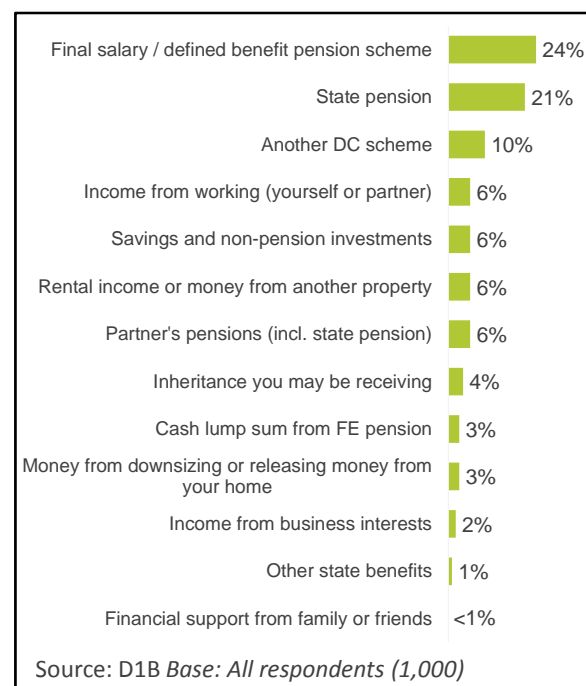 Final salary / defined benefit pension scheme 24%
State pension 21%
Another DC scheme 10%
Income from working (yourself or partner) 6%
Savings and non-pension investments 6%
Rental income or money from another property 6%
Partner's pensions (incl. state pension) 6%
Inheritance you may be receiving 4%
Cash lump sum from FE pension 3%
Money from downsizing or releasing money from
your home 3%
Income from business interests 2%
Other state benefits 1%
Financial support from family or friends <1%
Source: D1B Base: All respondents (1,000)